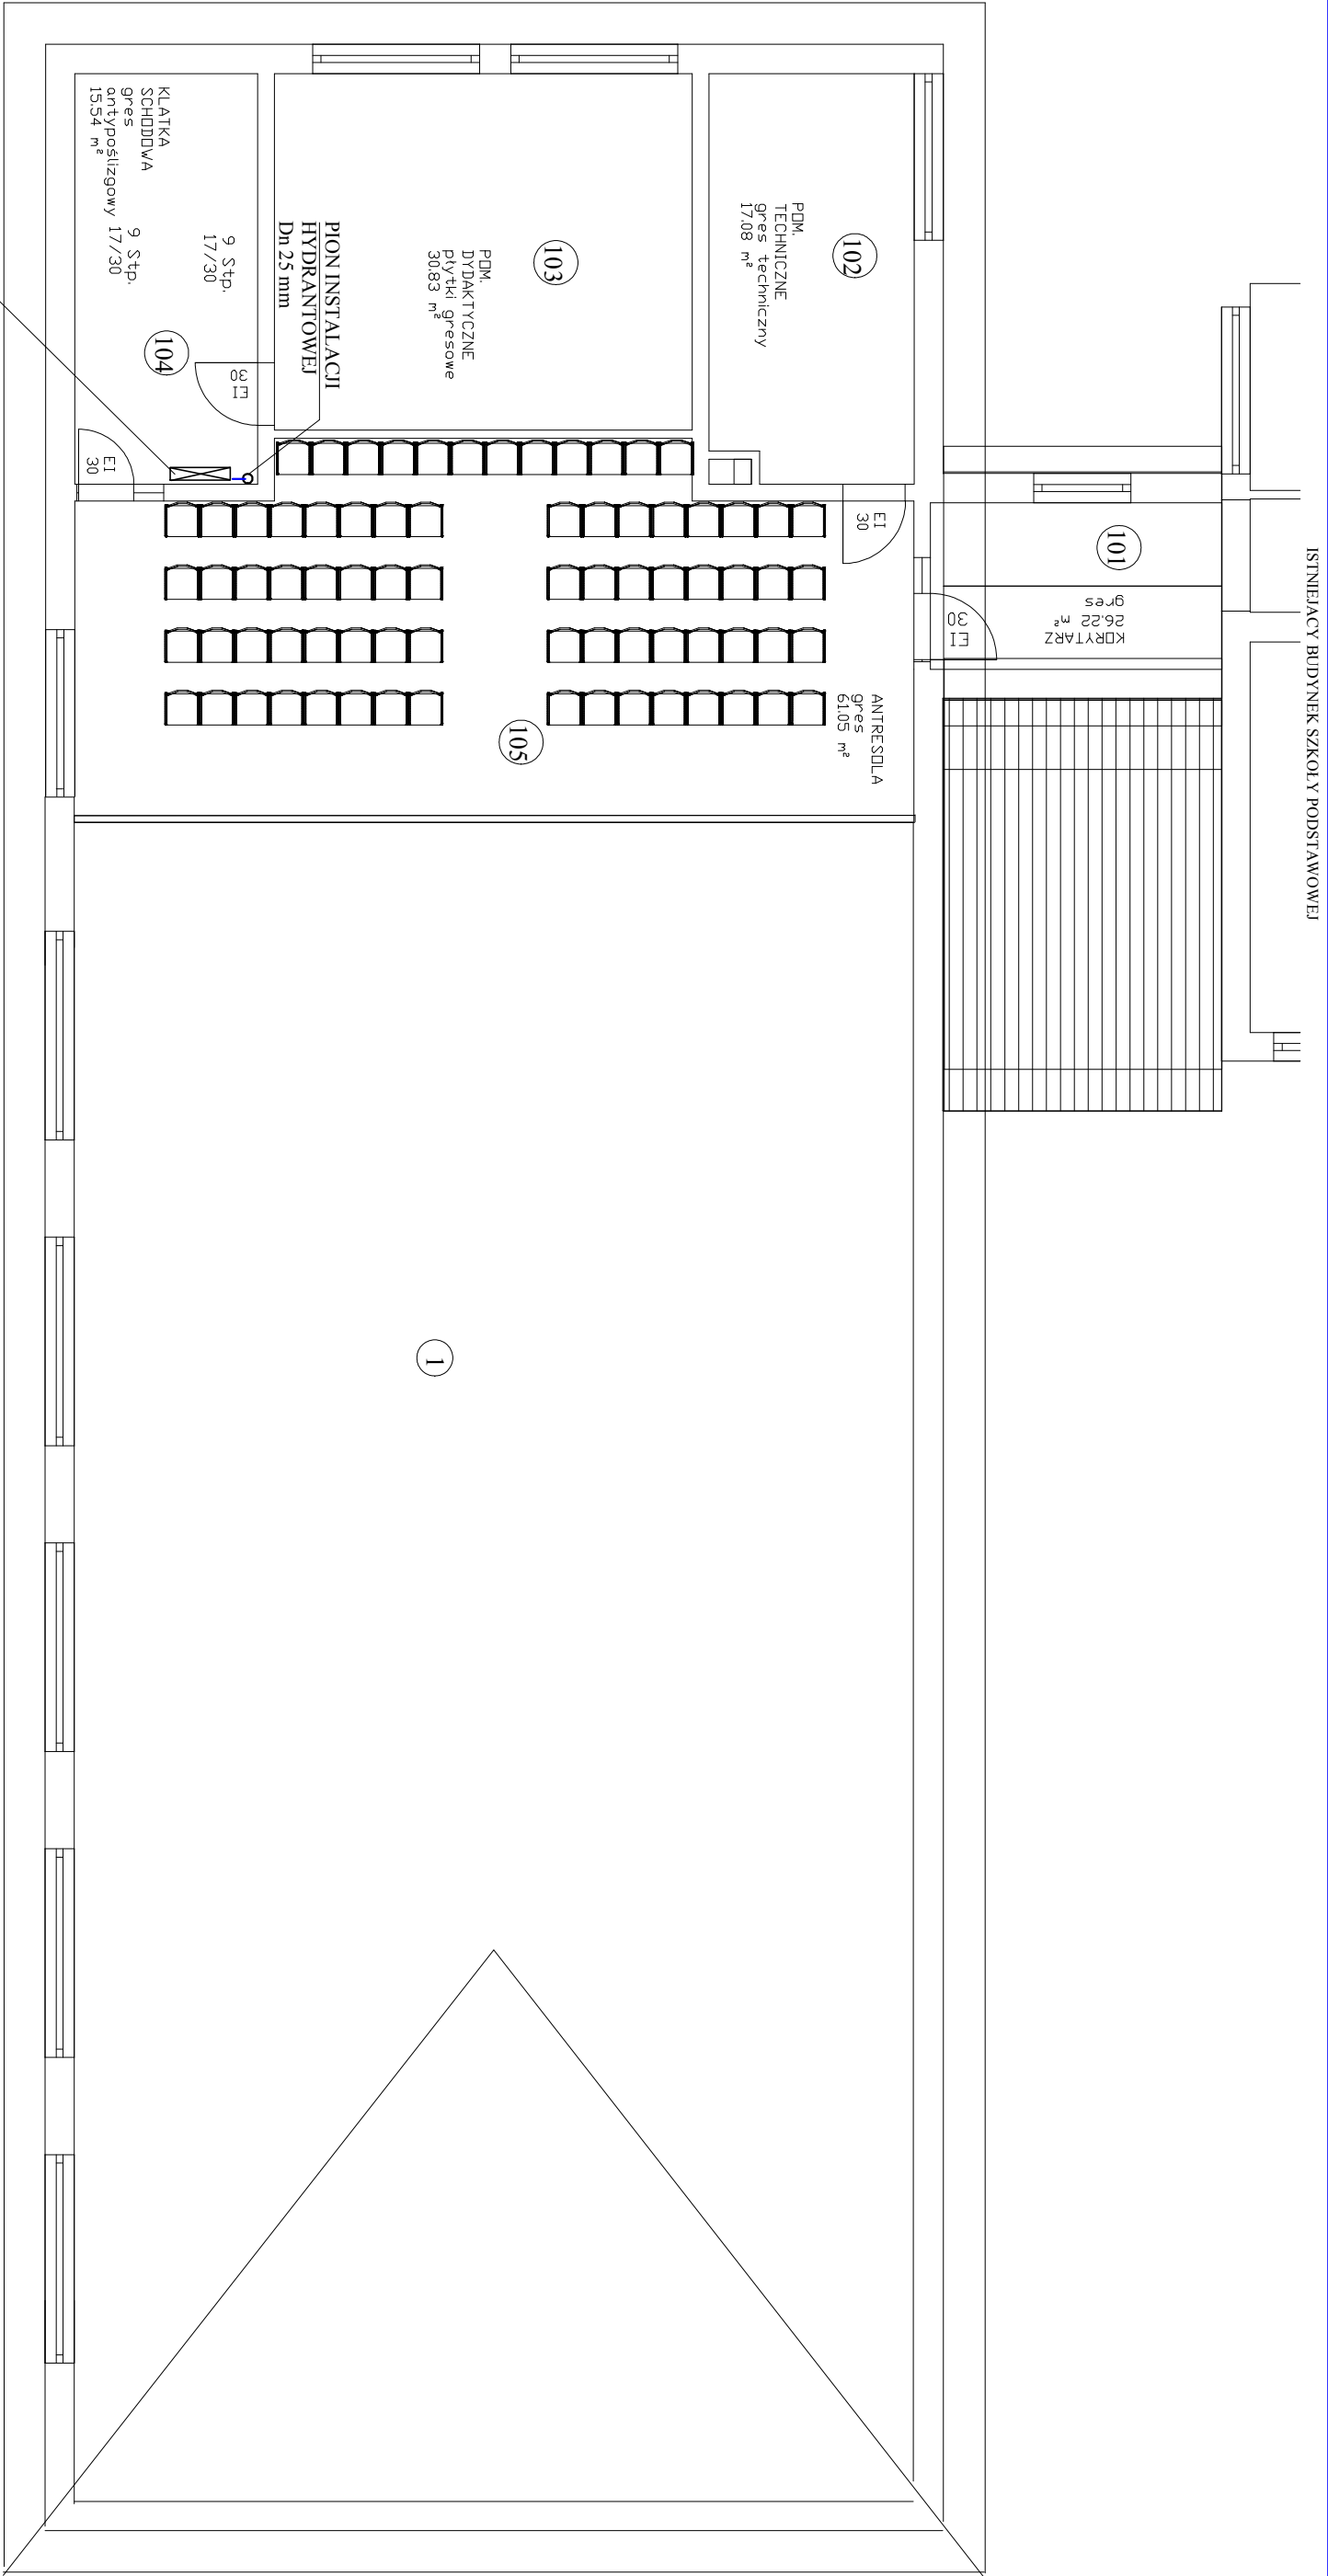 ISTNIEJACY BUDYNEK SZKOŁY PODSTAWOWEJ
101
KORYTARZ
26.22 m²
gres
EI
30
102
POM.
TECHNICZNE
gres techniczny
17.08 m²
EI
30
103
POM.
DYDAKTYCZNE
płytki gresowe
30.83 m²
PION INSTALACJI
HYDRANTOWEJ
Dn 25 mm
ANTRESOLA
gres
61.05 m²
105
EI
30
9 Stp.
17/30
104
KLATKA
SCHODOWA
gres
antypoślizgowy
15.54 m²
9 Stp.
17/30
EI
30
1